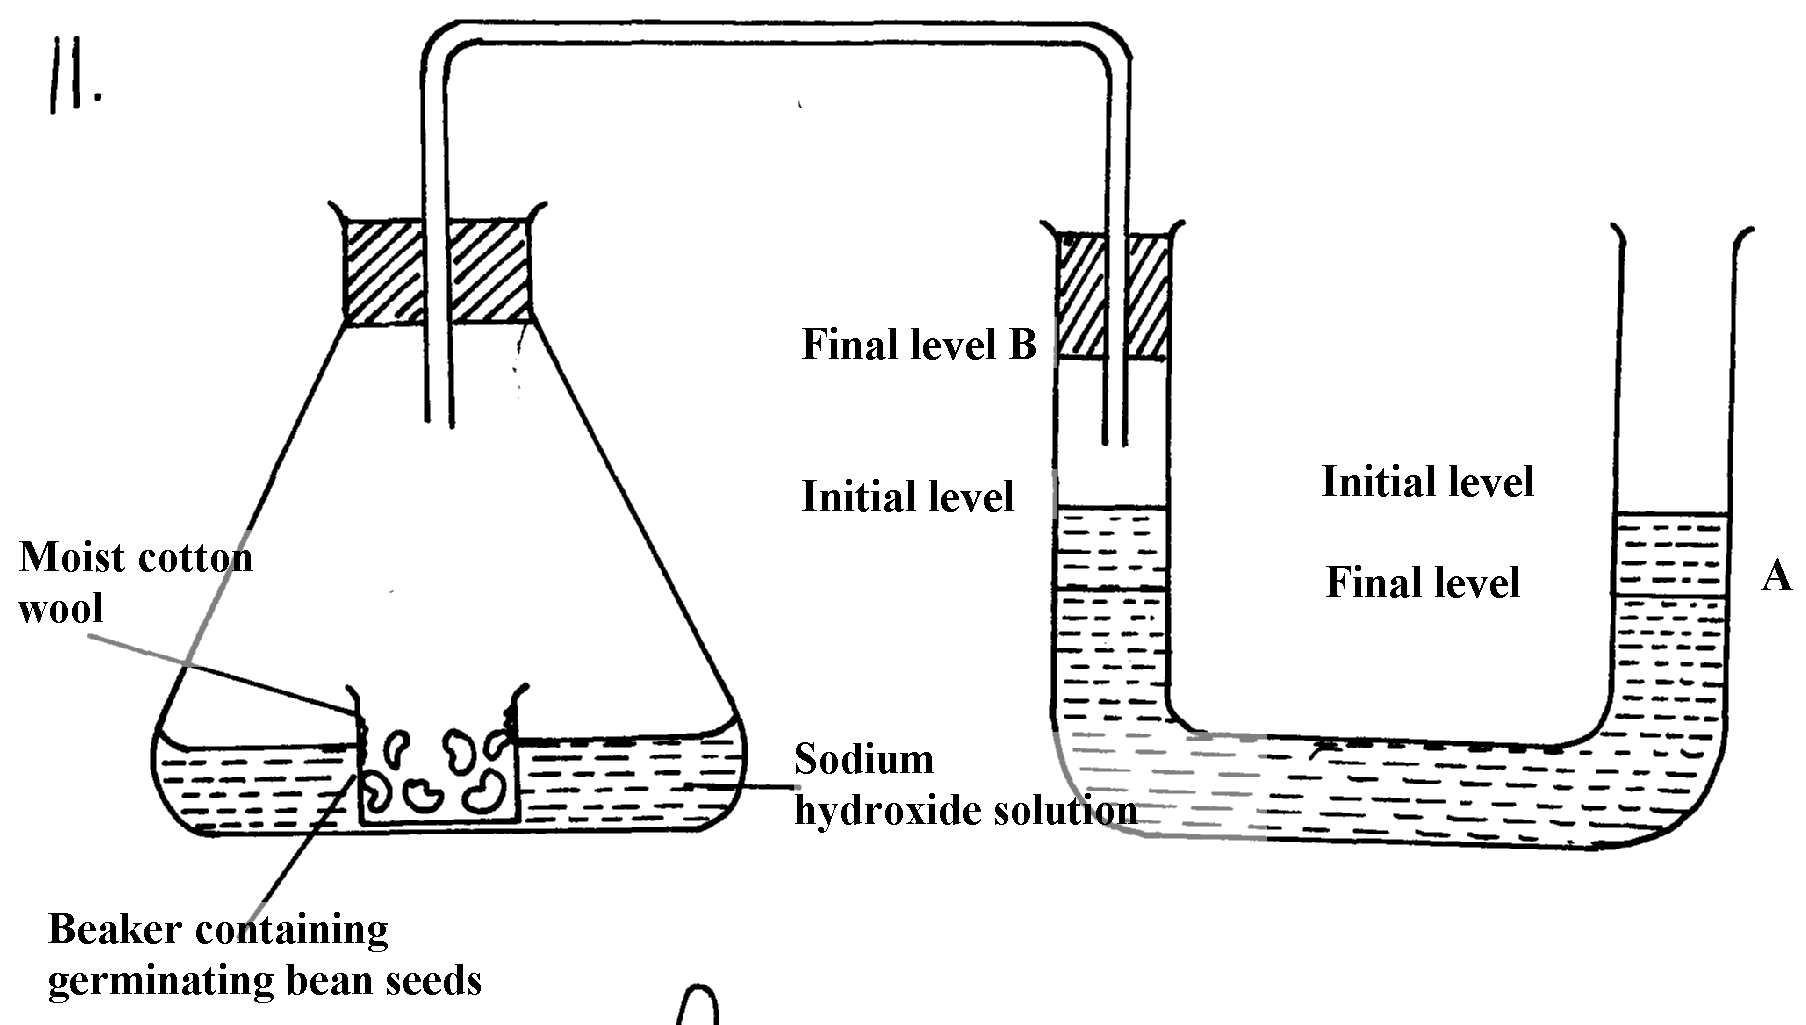 11.
Final level B
Initial level
Initial level
Final level
A
Moist cotton
wool
Sodium
hydroxide solution
Beaker containing
germinating bean seeds